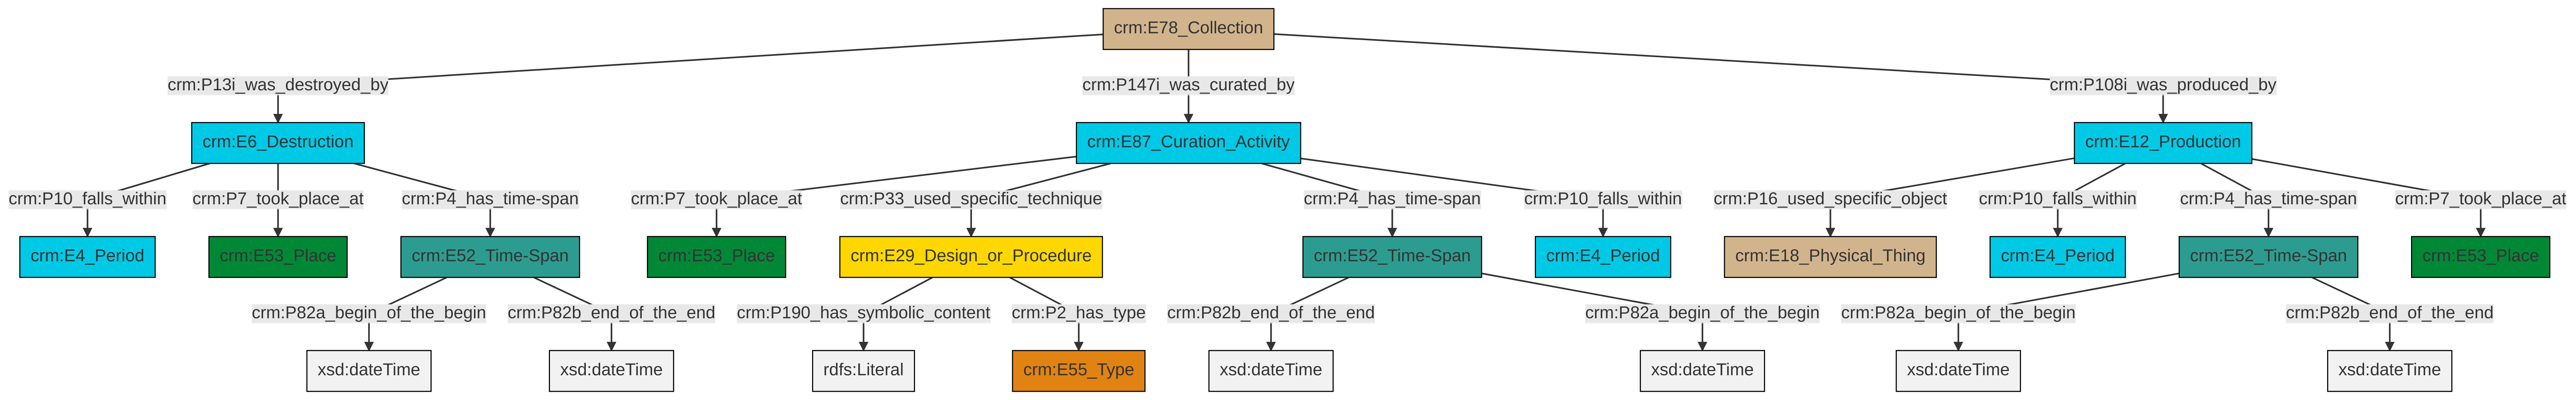 crm:E78_Collection
crm:P13i_was_destroyed_by
crm:P147i_was_curated_by
crm:P108i_was_produced_by
crm:E6_Destruction
crm:E87_Curation_Activity
crm:E12_Production
crm:P10_falls_within
crm:P7_took_place_at
crm:P4_has_time-span
crm:P7_took_place_at
crm:P33_used_specific_technique
crm:P4_has_time-span
crm:P10_falls_within
crm:P16_used_specific_object
crm:P10_falls_within
crm:P4_has_time-span
crm:P7_took_place_at
crm:E4_Period
crm:E53_Place
crm:E52_Time-Span
crm:E53_Place
crm:E29_Design_or_Procedure
crm:E52_Time-Span
crm:E4_Period
crm:E18_Physical_Thing
crm:E4_Period
crm:E52_Time-Span
crm:E53_Place
crm:P82a_begin_of_the_begin
crm:P82b_end_of_the_end
crm:P190_has_symbolic_content
crm:P2_has_type
crm:P82b_end_of_the_end
crm:P82a_begin_of_the_begin
crm:P82a_begin_of_the_begin
crm:P82b_end_of_the_end
xsd:dateTime
xsd:dateTime
rdfs:Literal
crm:E55_Type
xsd:dateTime
xsd:dateTime
xsd:dateTime
xsd:dateTime